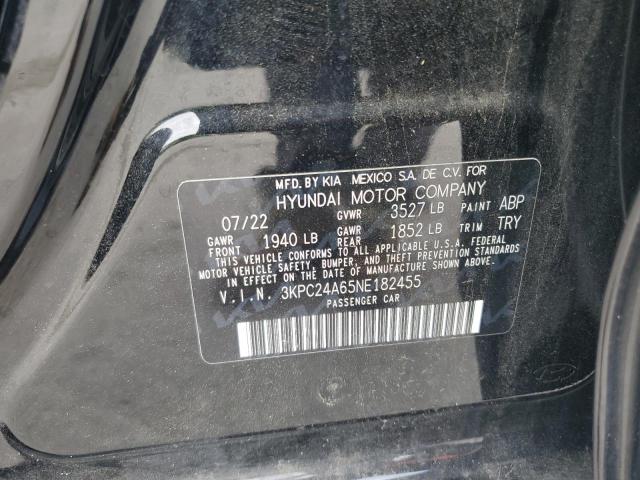 MFD. BY KIA MEXICO S.A. DE C.V. FOR
HYUNDAI MOTOR COMPANY
07/22 GVWR 3527 LB PAINT ABP
GAWR FRONT 1940 LB GAWR REAR 1852 LB TRIM TRY
THIS VEHICLE CONFORMS TO ALL APPLICABLE U.S.A. FEDERAL
MOTOR VEHICLE SAFETY, BUMPER, AND THEFT PREVENTION STANDARDS
IN EFFECT ON THE DATE OF MANUFACTURE SHOWN ABOVE.
V.I.N. 3KPC24A65NE182455
PASSENGER CAR